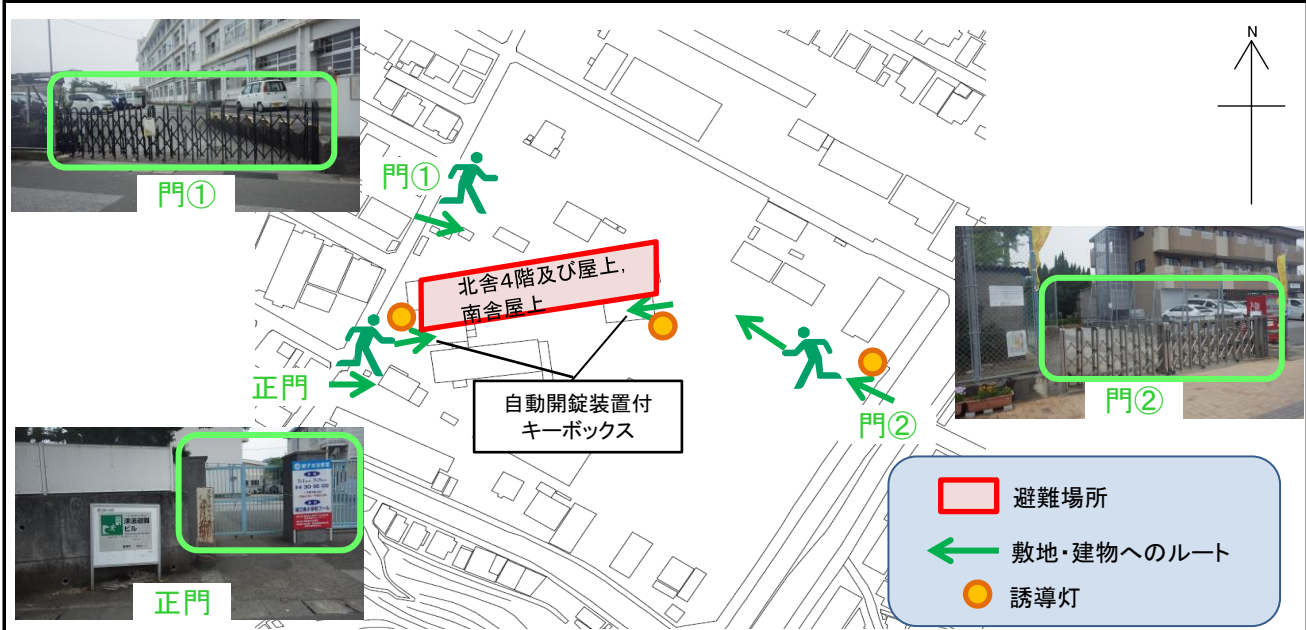 N
門①
門①
北舎4階及び屋上,
南舎屋上
正門
自動開錠装置付
キーボックス
門②
門②
津波避難
ビル
正門
避難場所
敷地・建物へのルート
誘導灯